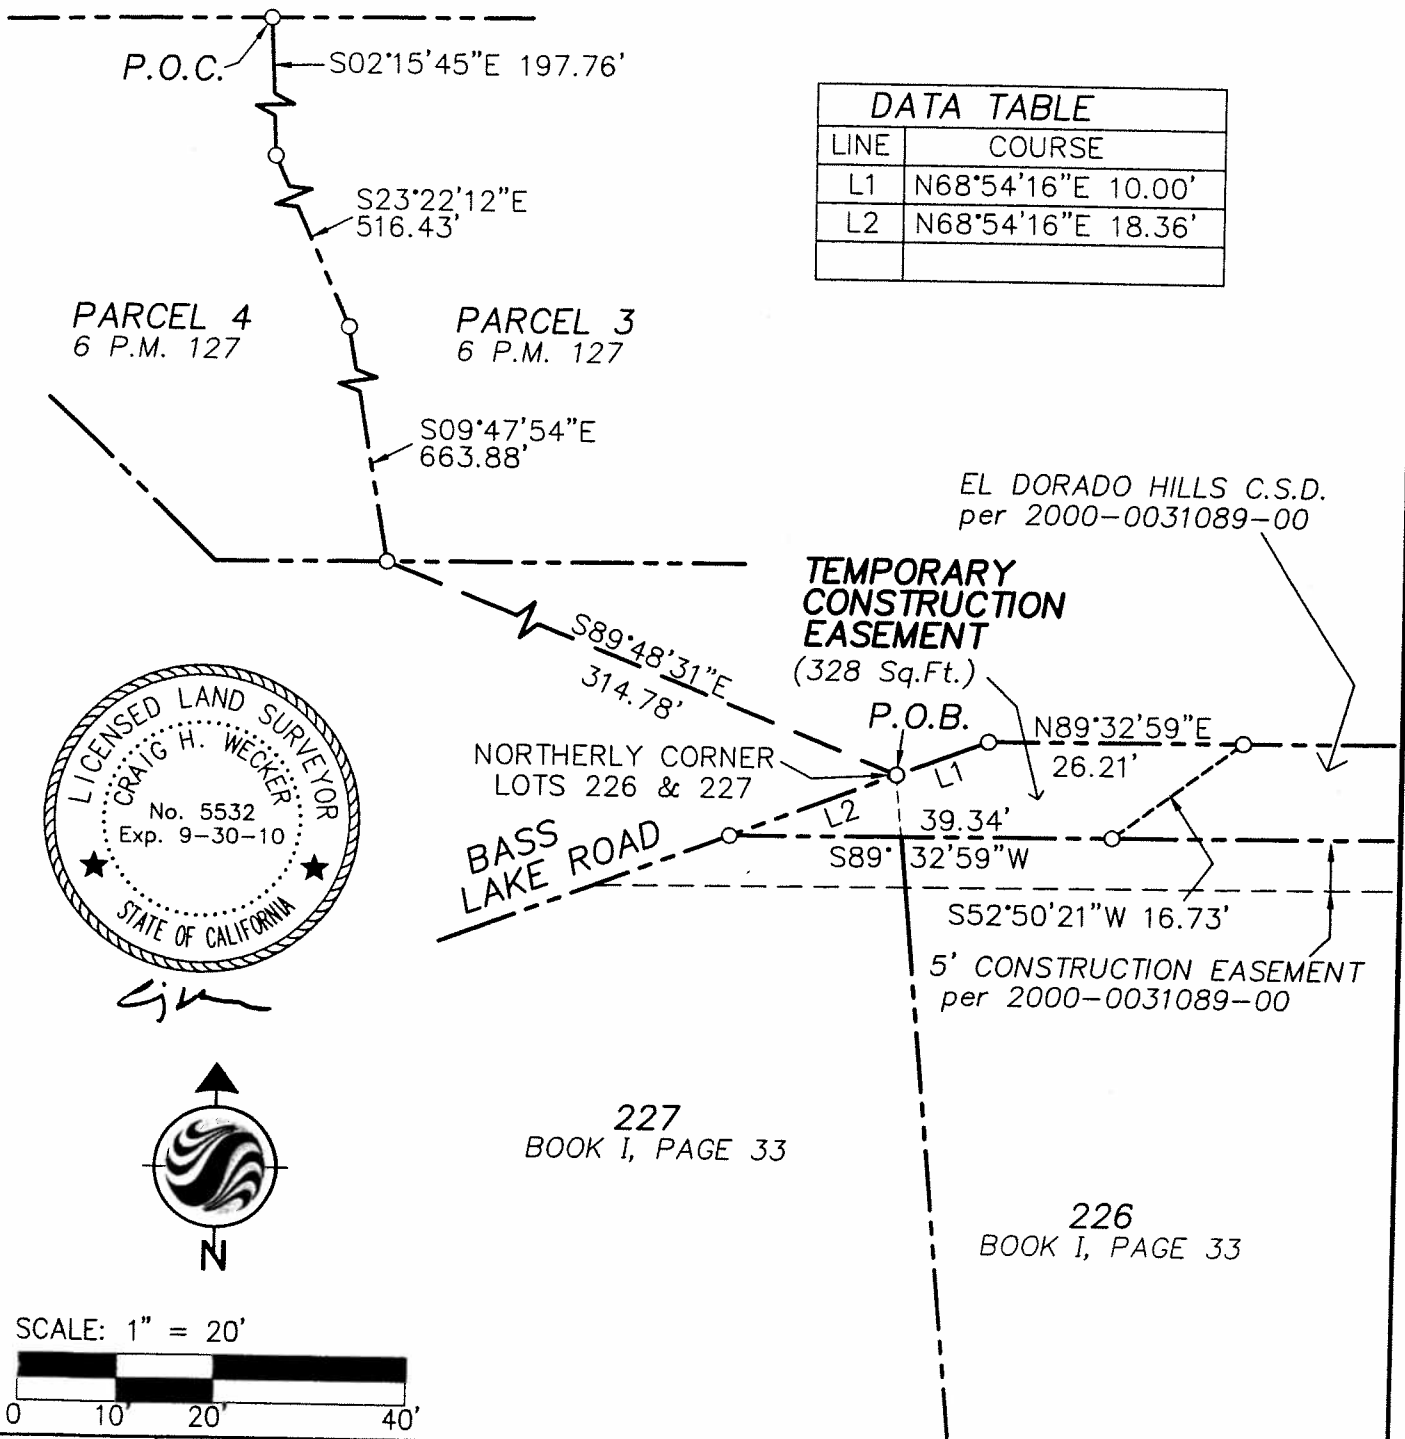 P.O.C.
S02°15'45"E 197.76'
DATA TABLE
LINE COURSE
L1 N68°54'16"E 10.00'
L2 N68°54'16"E 18.36'
S23°22'12"E
516.43'
PARCEL 4
6 P.M. 127
PARCEL 3
6 P.M. 127
S09°47'54"E
663.88'
EL DORADO HILLS C.S.D.
per 2000-0031089-00
TEMPORARY
CONSTRUCTION
EASEMENT
(328 Sq.Ft.)
S89°48'31"E
314.78'
P.O.B.
N89°32'59"E
26.21'
L1
NORTHERLY CORNER
LOTS 226 & 227
L2
39.34'
S89°32'59"W
BASS
LAKE ROAD
S52°50'21"W 16.73'
5' CONSTRUCTION EASEMENT
per 2000-0031089-00
LICENSED LAND SURVEYOR
CRAIG H. WECKER
No. 5532
Exp. 9-30-10
STATE OF CALIFORNIA
N
227
BOOK I, PAGE 33
226
BOOK I, PAGE 33
SCALE: 1" = 20'
0 10' 20' 40'